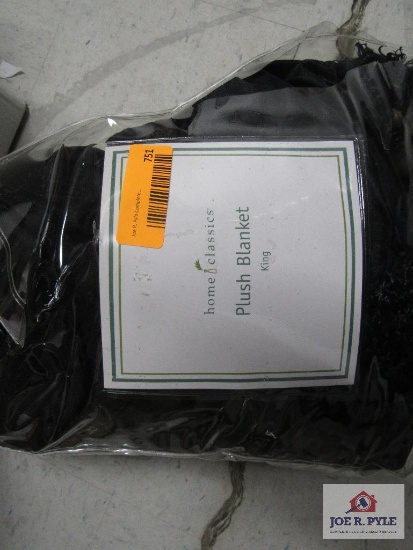 751
home classics
Plush Blanket
King
JOE R. PYLE